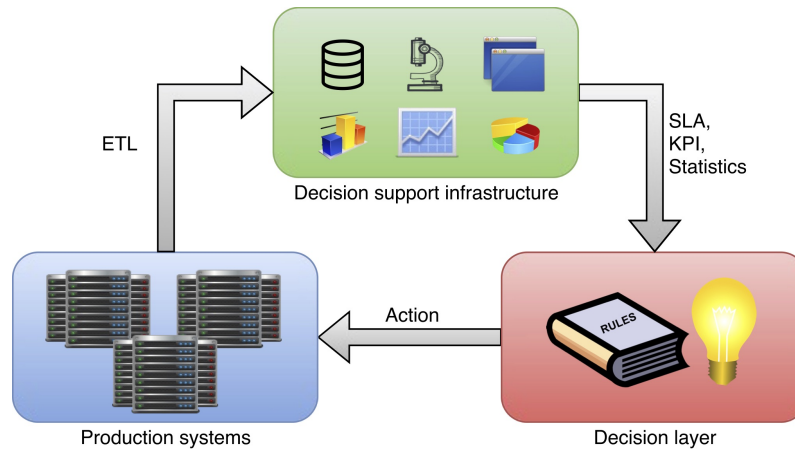 ETL
Decision support infrastructure
SLA,
KPI,
Statistics
Action
RULES
Production systems
Decision layer